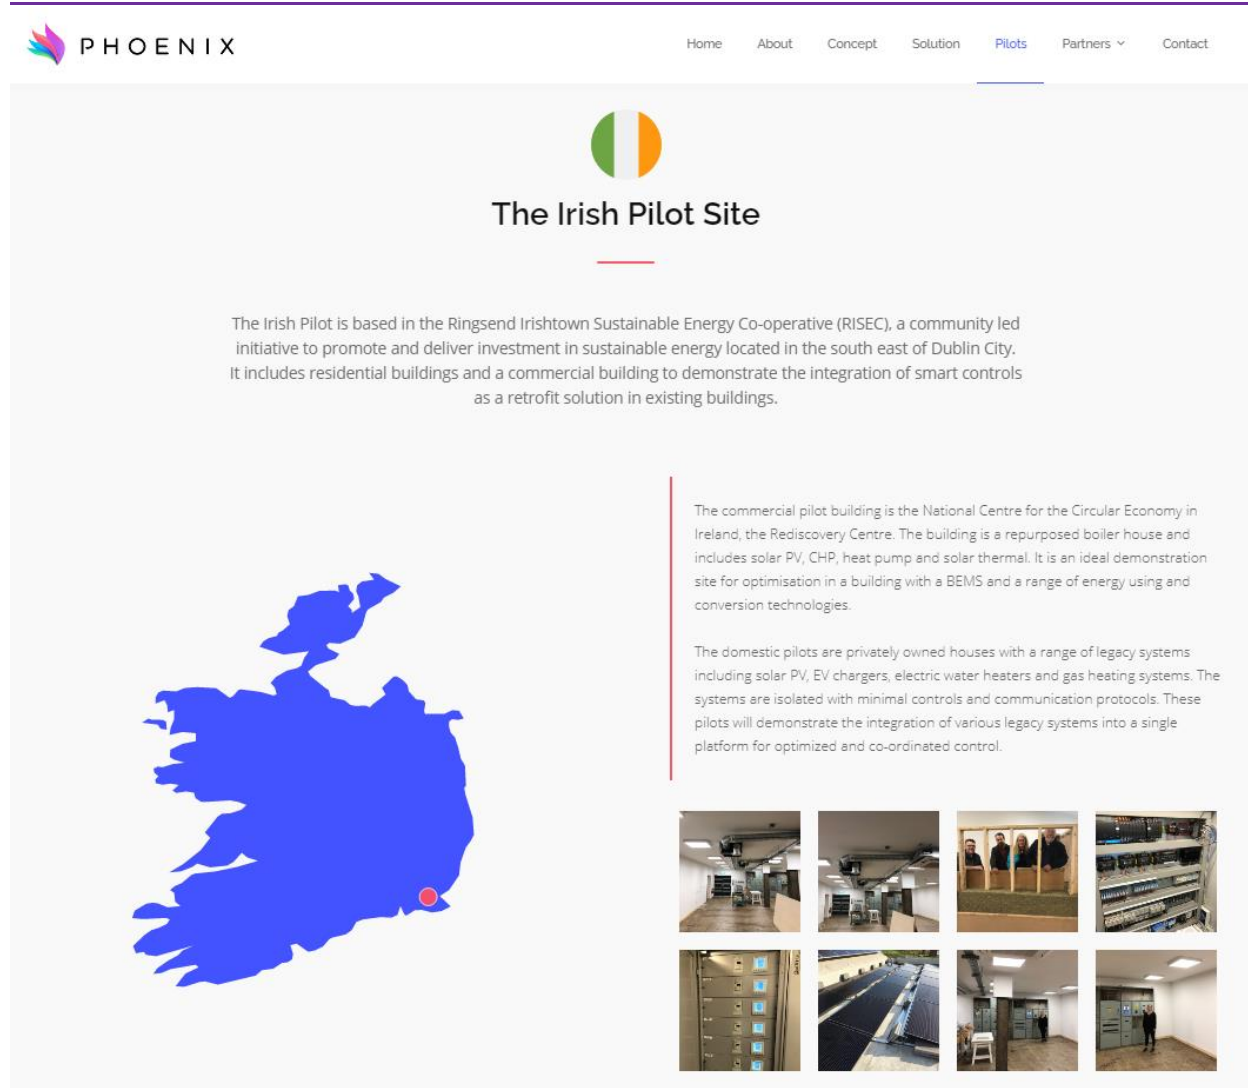 PHOENIX
Home About Concept Solution Pilots Partners Contact
The Irish Pilot Site
The Irish Pilot is based in the Ringsend Irishtown Sustainable Energy Co-operative (RISEC), a community led
initiative to promote and deliver investment in sustainable energy located in the south east of Dublin City.
It includes residential buildings and a commercial building to demonstrate the integration of smart controls
as a retrofit solution in existing buildings.
The commercial pilot building is the National Centre for the Circular Economy in
Ireland, the Rediscovery Centre. The building is a repurposed boiler house and
includes solar PV, CHP, heat pump and solar thermal. It is an ideal demonstration
site for optimisation in a building with a BEMS and a range of energy using and
conversion technologies.
The domestic pilots are privately owned houses with a range of legacy systems
including solar PV, EV chargers, electric water heaters and gas heating systems. The
systems are isolated with minimal controls and communication protocols. These
pilots will demonstrate the integration of various legacy systems into a single
platform for optimized and co-ordinated control.